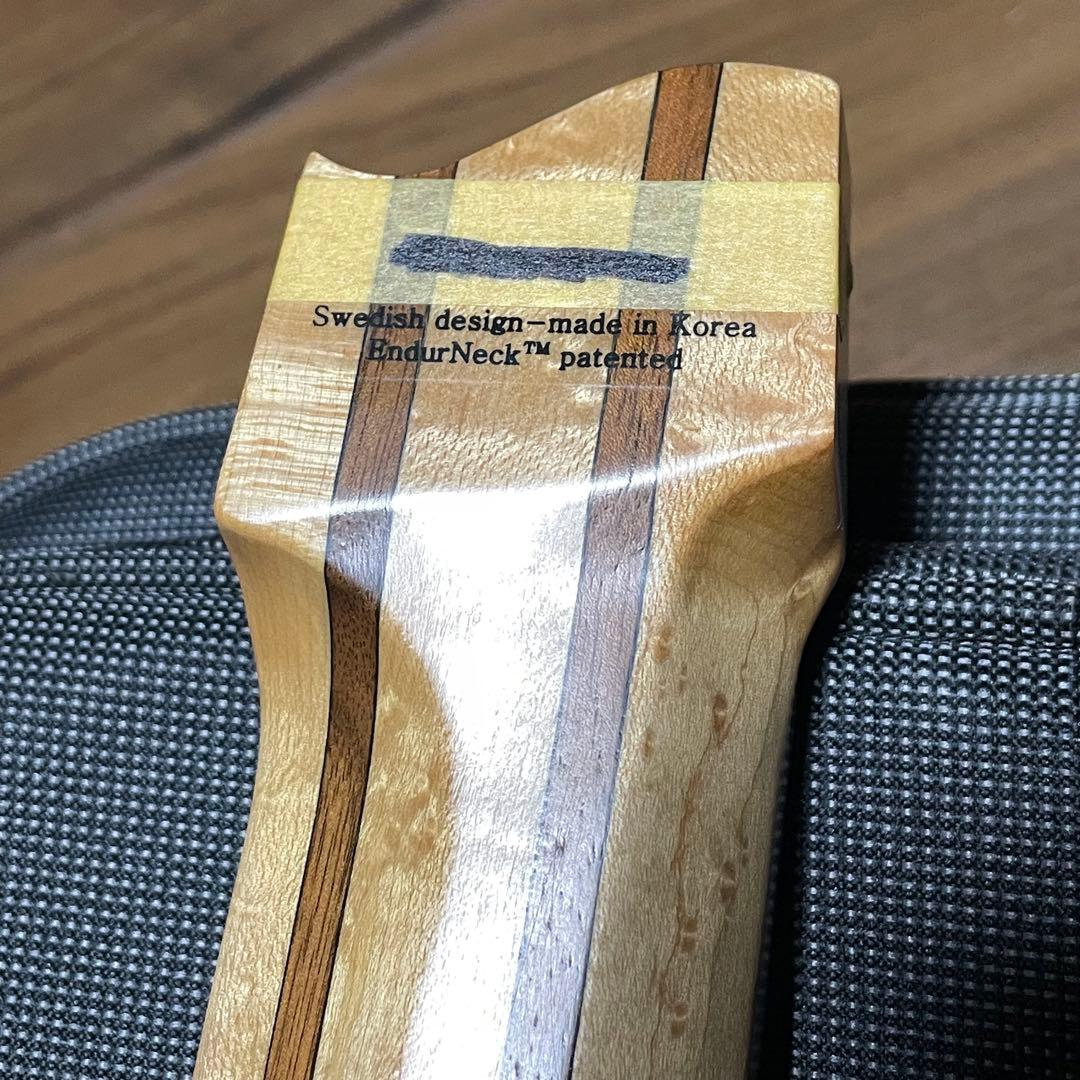 Swedish design-made in Korea
EndurNeck™ patented